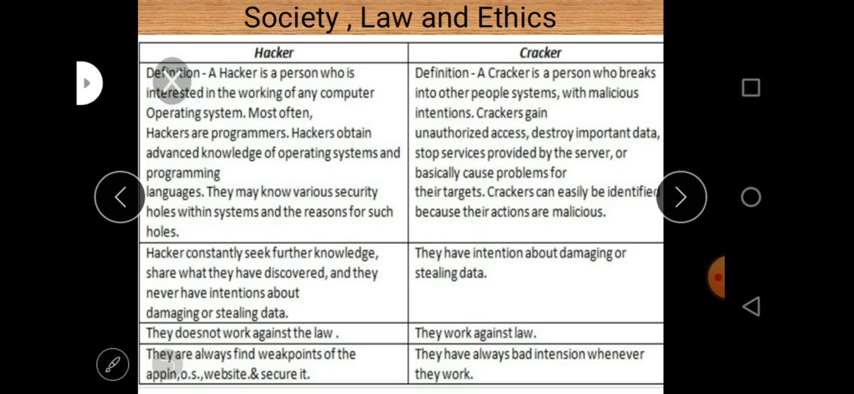 Society , Law and Ethics
Hacker
Cracker
Definition - A Hacker is a person who is
interested in the working of any computer
Operating system. Most often,
Hackers are programmers. Hackers obtain
advanced knowledge of operating systems and
programming
languages. They may know various security
holes within systems and the reasons for such
holes.
Definition - A Cracker is a person who breaks
into other people systems, with malicious
intentions. Crackers gain
unauthorized access, destroy important data,
stop services provided by the server, or
basically cause problems for
their targets. Crackers can easily be identified
because their actions are malicious.
Hacker constantly seek further knowledge,
share what they have discovered, and they
never have intentions about
damaging or stealing data.
They have intention about damaging or
stealing data.
They doesnot work against the law .
They work against law.
They are always find weakpoints of the
appln,o.s.,website.& secure it.
They have always bad intension whenever
they work.